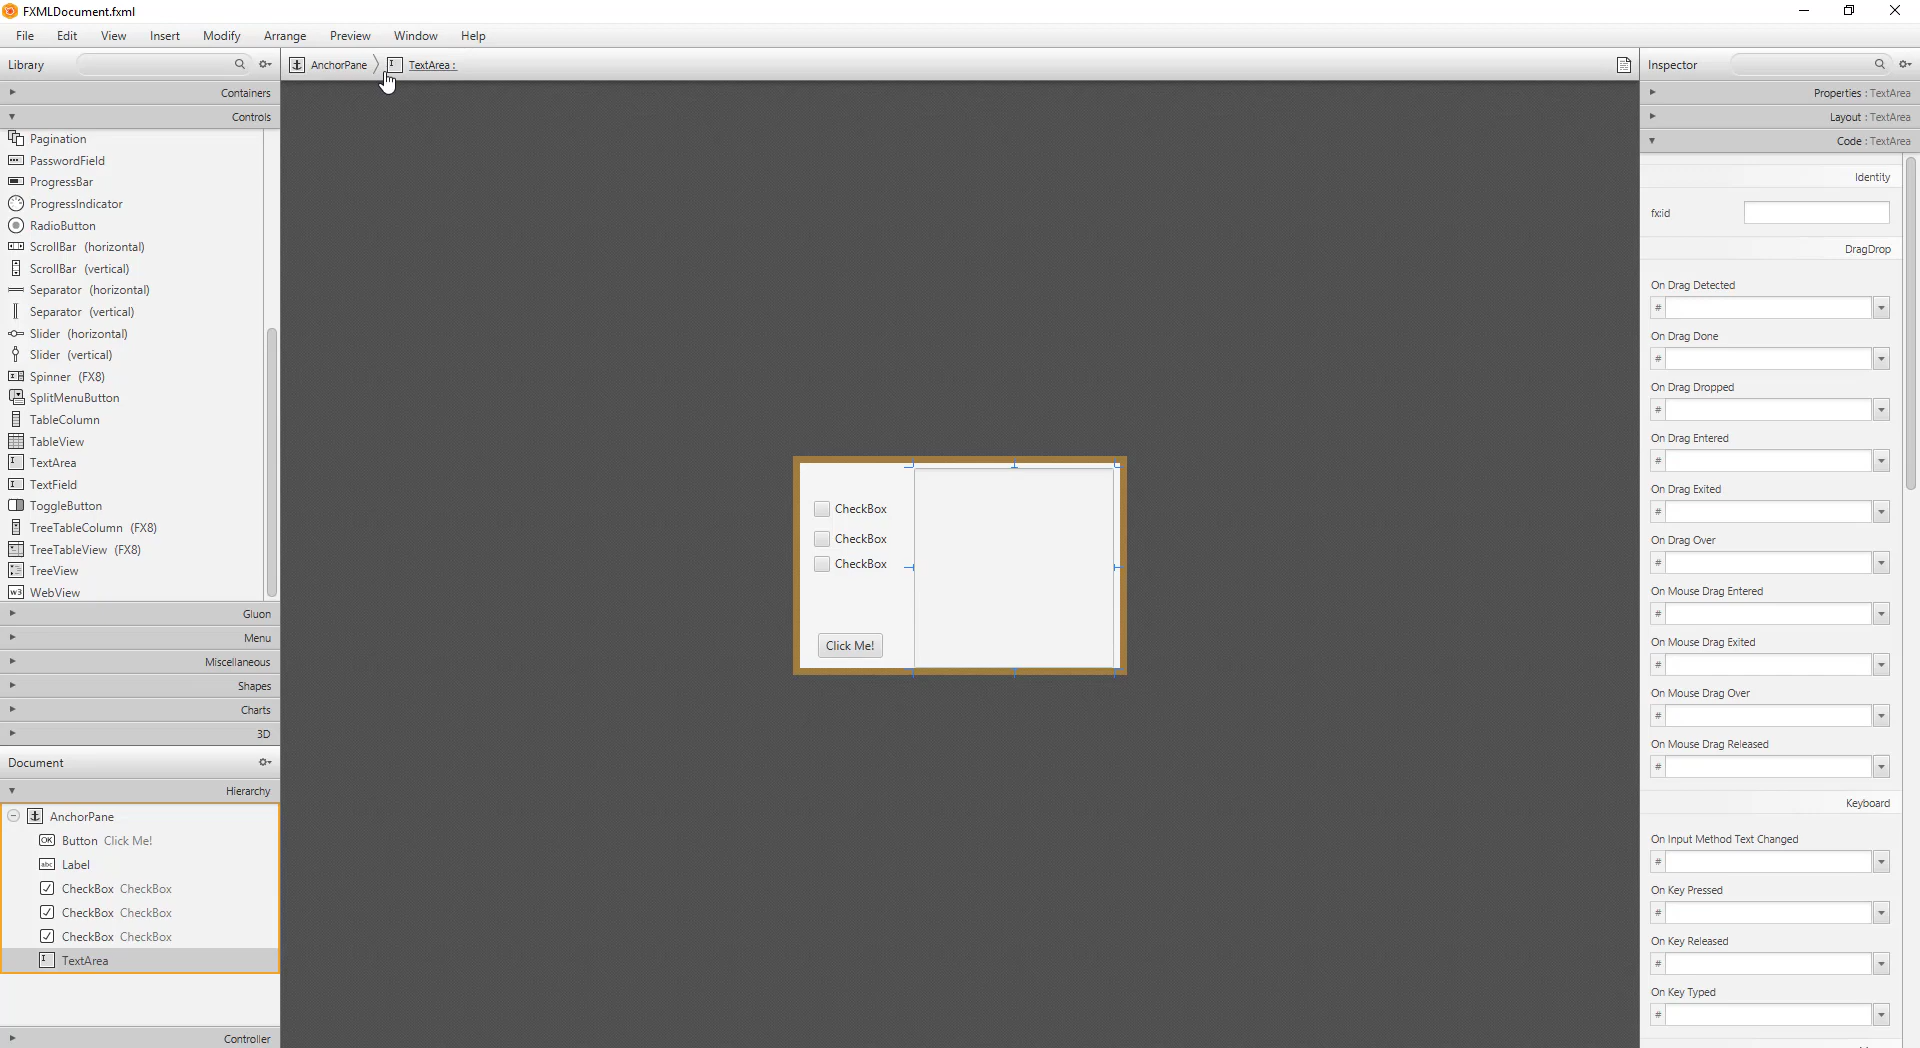 FXMLDocument.fxml
File Edit View Insert Modify Arrange Preview Window Help
Library
AnchorPane TextArea :
Inspector
Containers
Controls
Pagination
PasswordField
ProgressBar
ProgressIndicator
RadioButton
ScrollBar (horizontal)
ScrollBar (vertical)
Separator (horizontal)
Separator (vertical)
Slider (horizontal)
Slider (vertical)
Spinner (FX8)
SplitMenuButton
TableColumn
TableView
TextArea
TextField
ToggleButton
TreeTableColumn (FX8)
TreeTableView (FX8)
TreeView
W3 WebView
Gluon
Menu
Miscellaneous
Shapes
Charts
3D
Document
Hierarchy
AnchorPane
OK Button Click Me!
abc Label
CheckBox CheckBox
CheckBox CheckBox
CheckBox CheckBox
TextArea
Controller
CheckBox
CheckBox
CheckBox
Click Me!
Properties : TextArea
Layout : TextArea
Code : TextArea
Identity
fx:id
DragDrop
On Drag Detected
#
On Drag Done
#
On Drag Dropped
#
On Drag Entered
#
On Drag Exited
#
On Drag Over
#
On Mouse Drag Entered
#
On Mouse Drag Exited
#
On Mouse Drag Over
#
On Mouse Drag Released
#
Keyboard
On Input Method Text Changed
#
On Key Pressed
#
On Key Released
#
On Key Typed
#